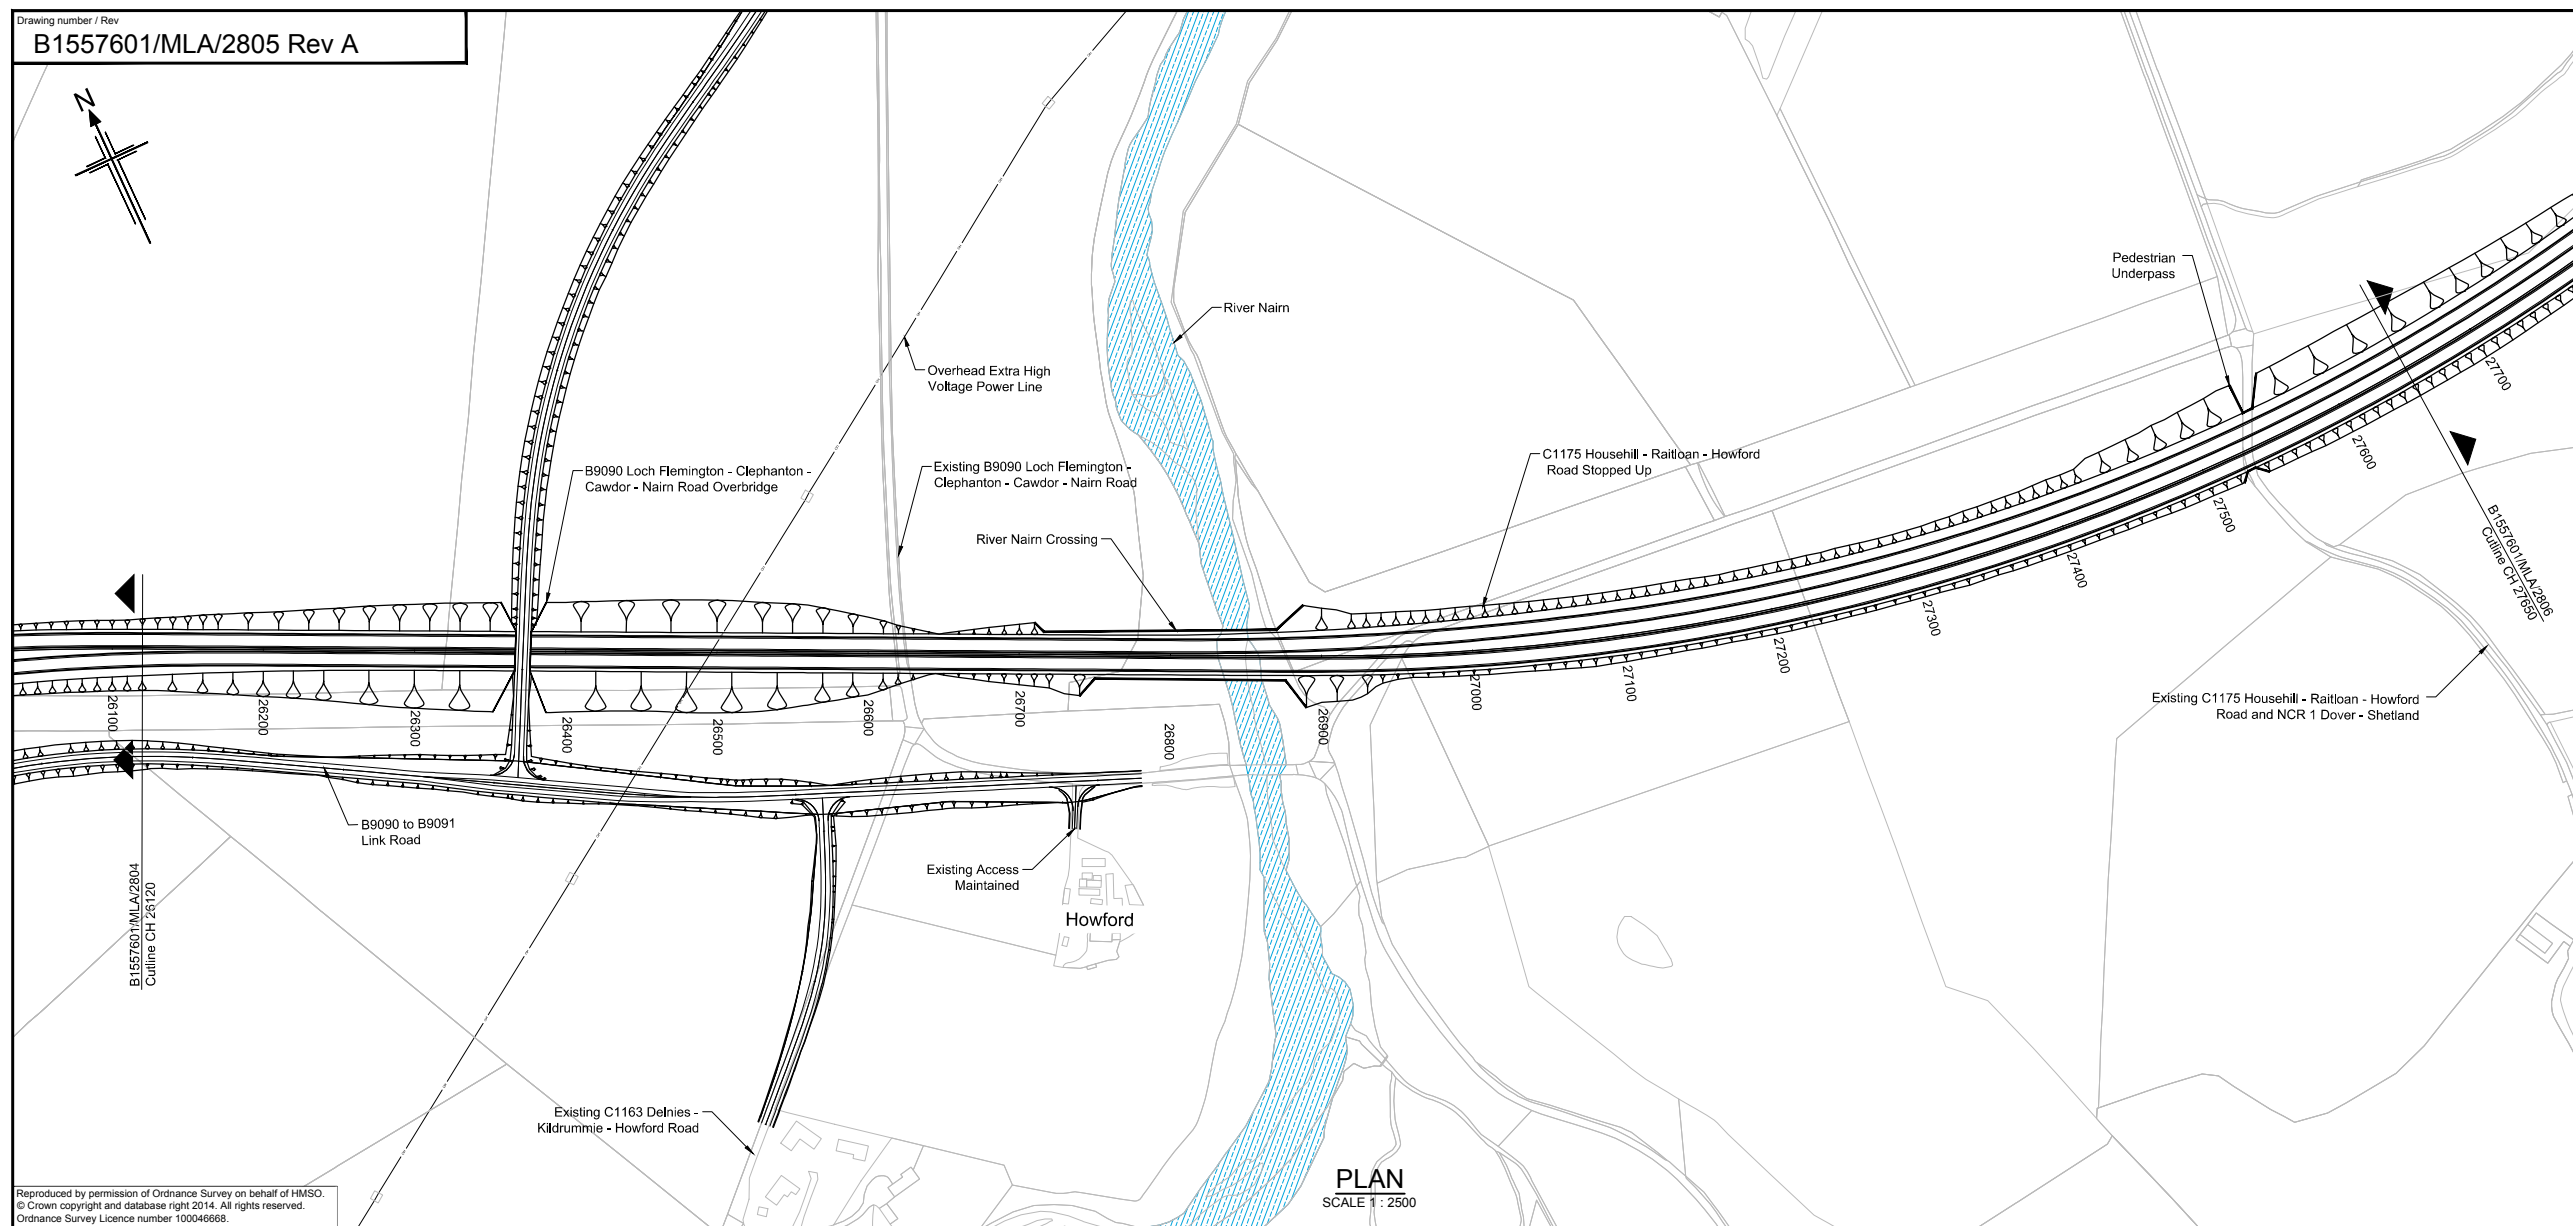 Drawing number / Rev
B1557601/MLA/2805 Rev A
N
River Nairn
Pedestrian
Underpass
Overhead Extra High
Voltage Power Line
B9090 Loch Flemington - Clephanton -
Cawdor - Nairn Road Overbridge
Existing B9090 Loch Flemington -
Clephanton - Cawdor - Nairn Road
C1175 Househill - Raitloan - Howford
Road Stopped Up
River Nairn Crossing
26100
26200
26300
26400
26500
26600
26700
26800
26900
27000
27100
27200
27300
27400
27500
27600
27700
B1557601/MLA/2806
Cutline CH 27650
Existing C1175 Househill - Raitloan - Howford
Road and NCR 1 Dover - Shetland
B9090 to B9091
Link Road
B1557601/MLA/2804
Cutline CH 26120
Existing Access
Maintained
Howford
Existing C1163 Delnies -
Kildrummie - Howford Road
PLAN
SCALE 1 : 2500
Reproduced by permission of Ordnance Survey on behalf of HMSO.
© Crown copyright and database right 2014. All rights reserved.
Ordnance Survey Licence number 100046668.